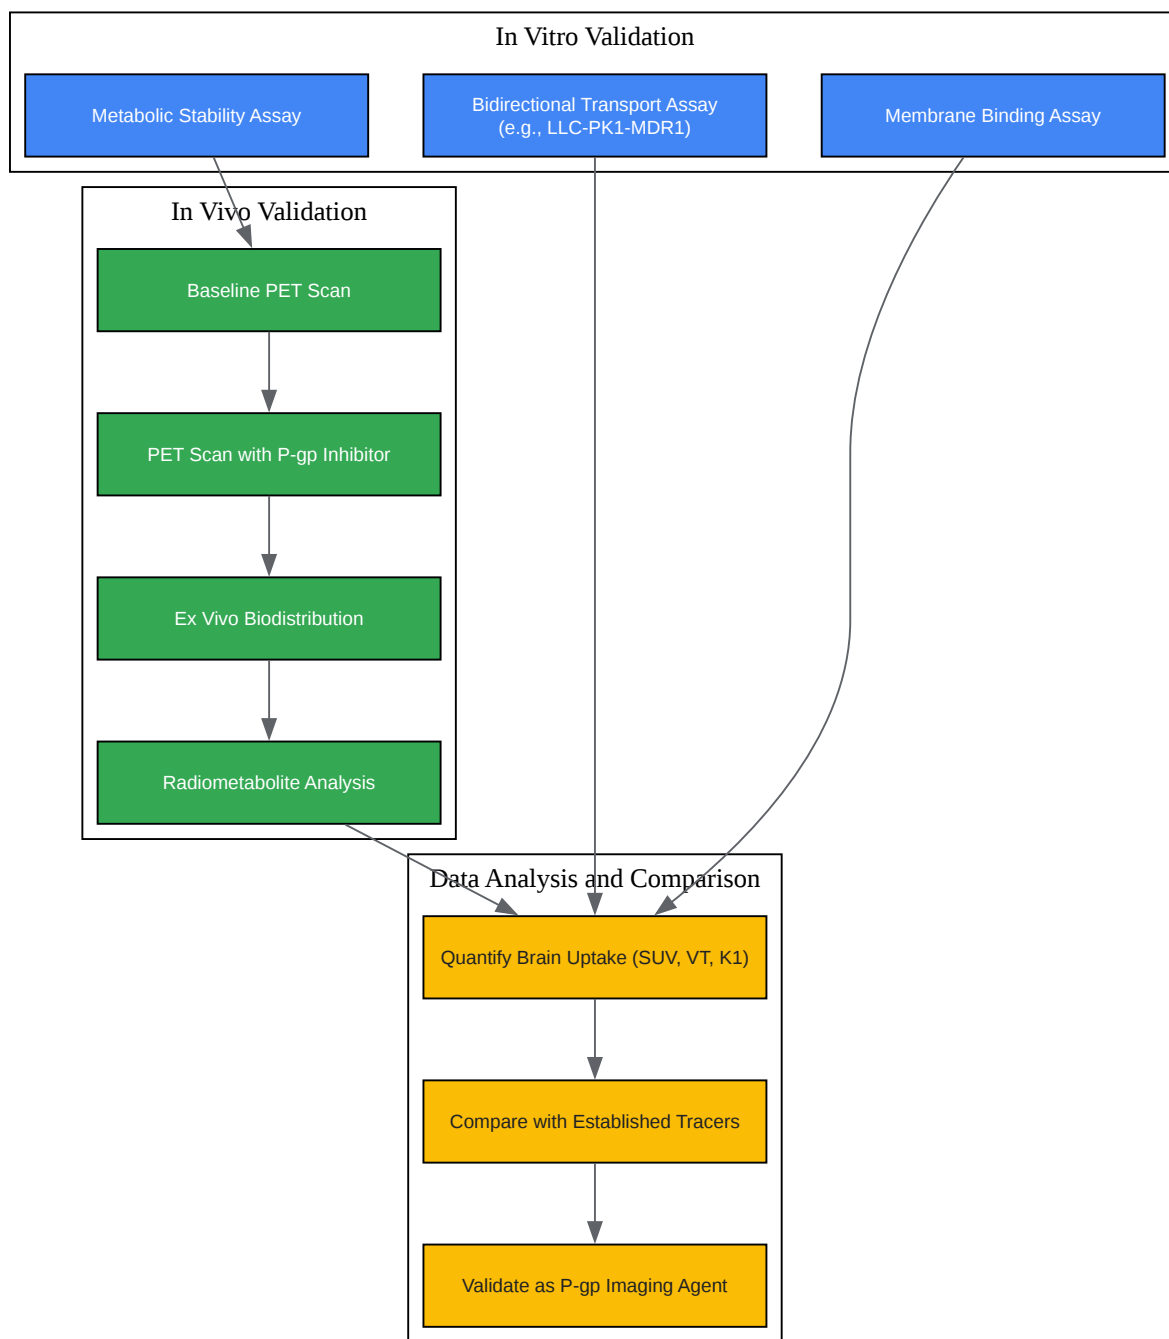 In Vitro Validation
Metabolic Stability Assay
Bidirectional Transport Assay
(e.g., LLC-PK1-MDR1)
Membrane Binding Assay
In Vivo Validation
Baseline PET Scan
PET Scan with P-gp Inhibitor
Ex Vivo Biodistribution
Radiometabolite Analysis
Data Analysis and Comparison
Quantify Brain Uptake (SUV, VT, K1)
Compare with Established Tracers
Validate as P-gp Imaging Agent